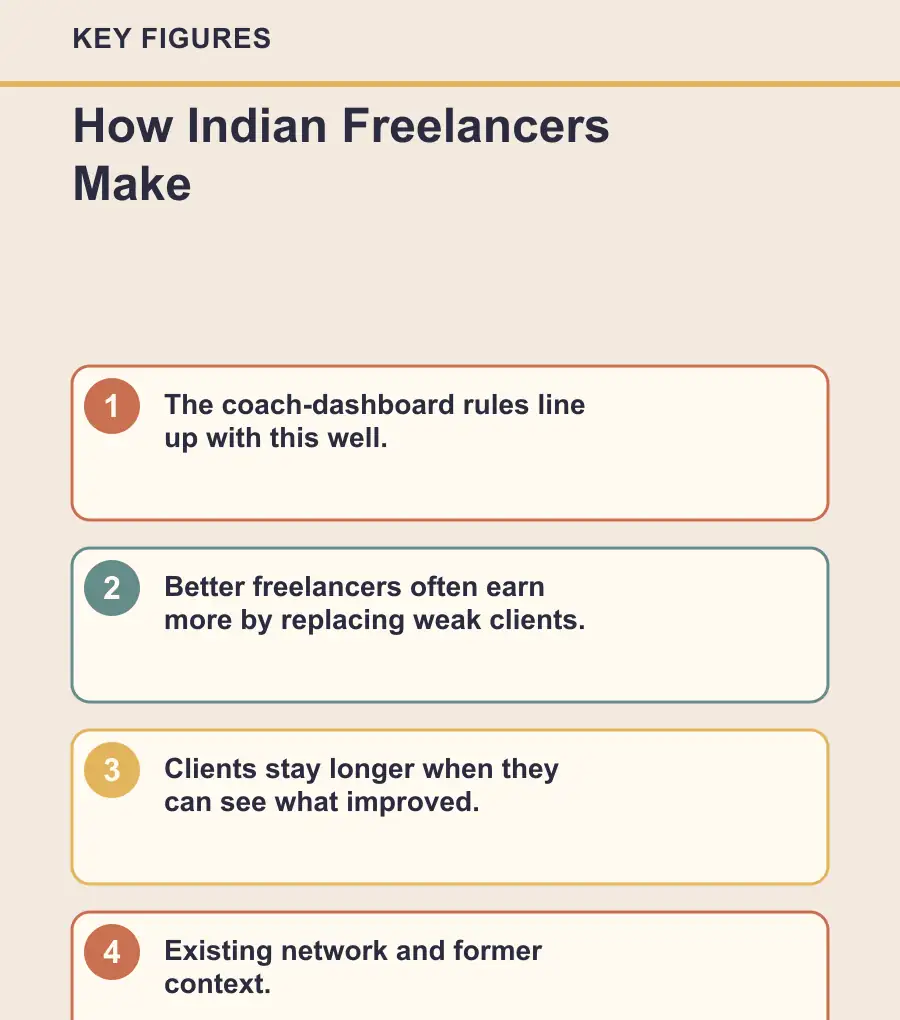 KEY FIGURES
How Indian Freelancers
Make
1
The coach-dashboard rules line
up with this well.
2
Better freelancers often earn
more by replacing weak clients.
3
Clients stay longer when they
can see what improved.
4
Existing network and former
context.